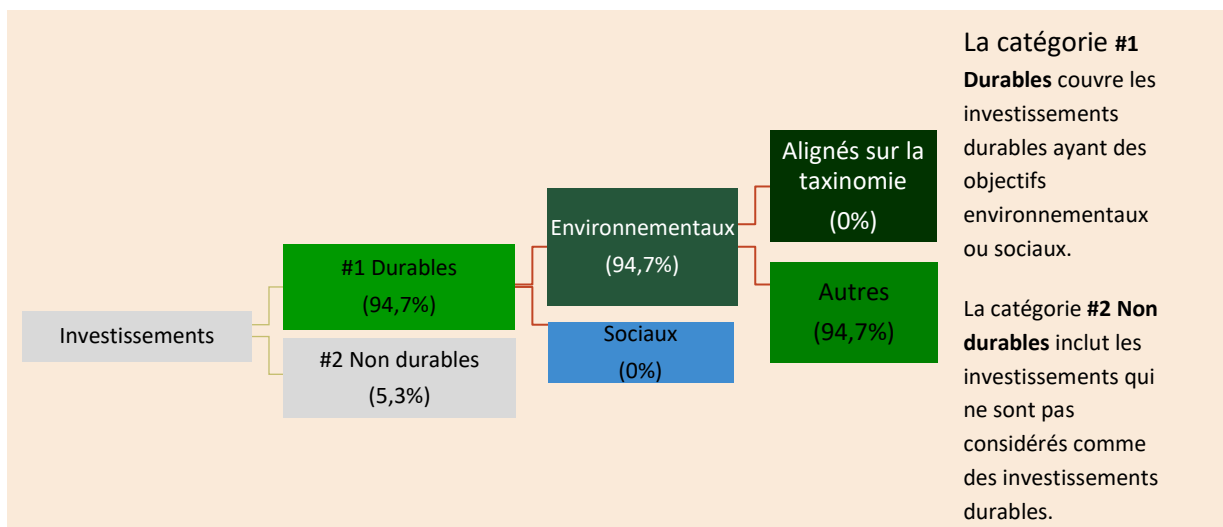 Investissements
#1 Durables
(94,7%)
#2 Non durables
(5,3%)
Environnementaux
(94,7%)
Sociaux
(0%)
Alignés sur la
taxinomie
(0%)
Autres
(94,7%)
La catégorie #1
Durables couvre les
investissements
durables ayant des
objectifs
environnementaux
ou sociaux.
La catégorie #2 Non
durables inclut les
investissements qui
ne sont pas
considérés comme
des investissements
durables.